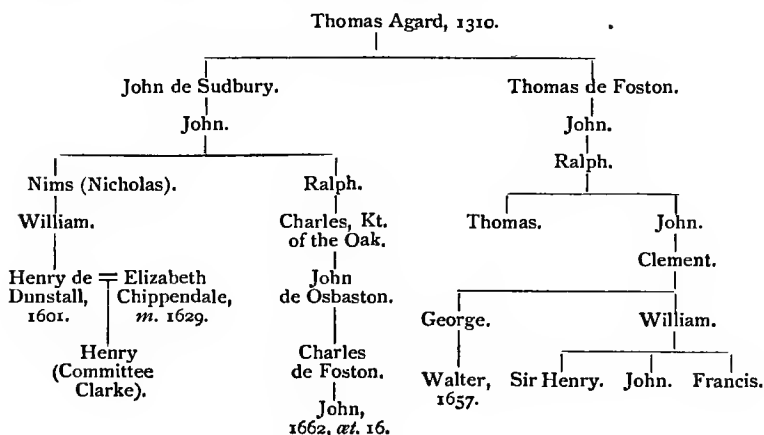 Thomas Agard, 1310.
John de Sudbury. Thomas de Foston.
John. John.
Ralph.
Nims (Nicholas). Ralph. Thomas. John.
William. Charles, Kt.
of the Oak. Clement.
Henry de = Elizabeth John
Dunstall, Chippendale, de Osbaston.
1601. m. 1629. George. William.
Henry Charles
(Committee de Foston. Walter, Sir Henry. John. Francis.
Clarke). 1657.
John,
1662, æt. 16.